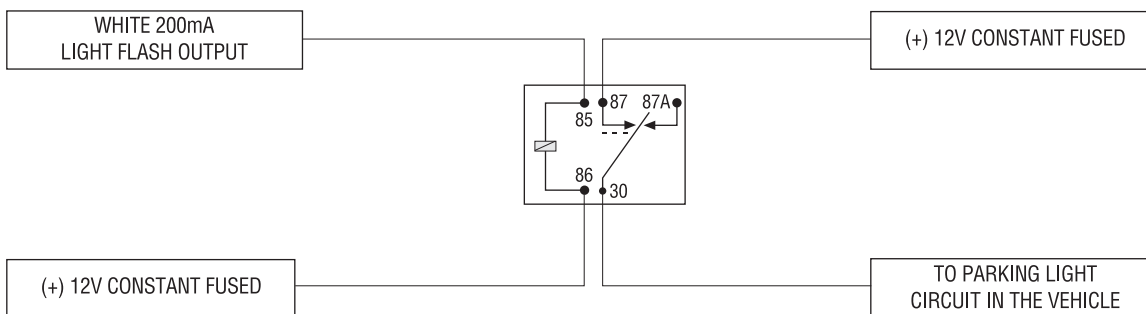 WHITE 200mA
LIGHT FLASH OUTPUT
(+) 12V CONSTANT FUSED
87 87A
85
86
30
(+) 12V CONSTANT FUSED
TO PARKING LIGHT
CIRCUIT IN THE VEHICLE